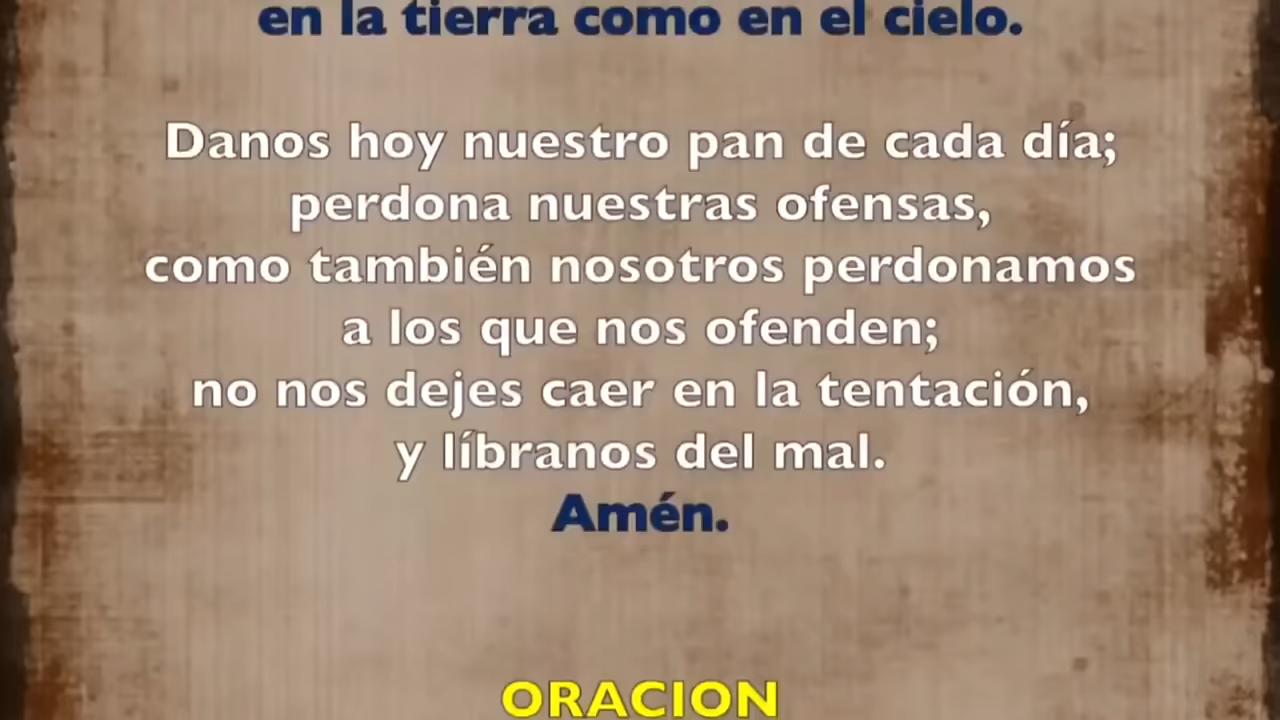 en la tierra como en el cielo.
Danos hoy nuestro pan de cada día;
perdona nuestras ofensas,
como también nosotros perdonamos
a los que nos ofenden;
no nos dejes caer en la tentación,
y líbranos del mal.
Amén.
ORACION